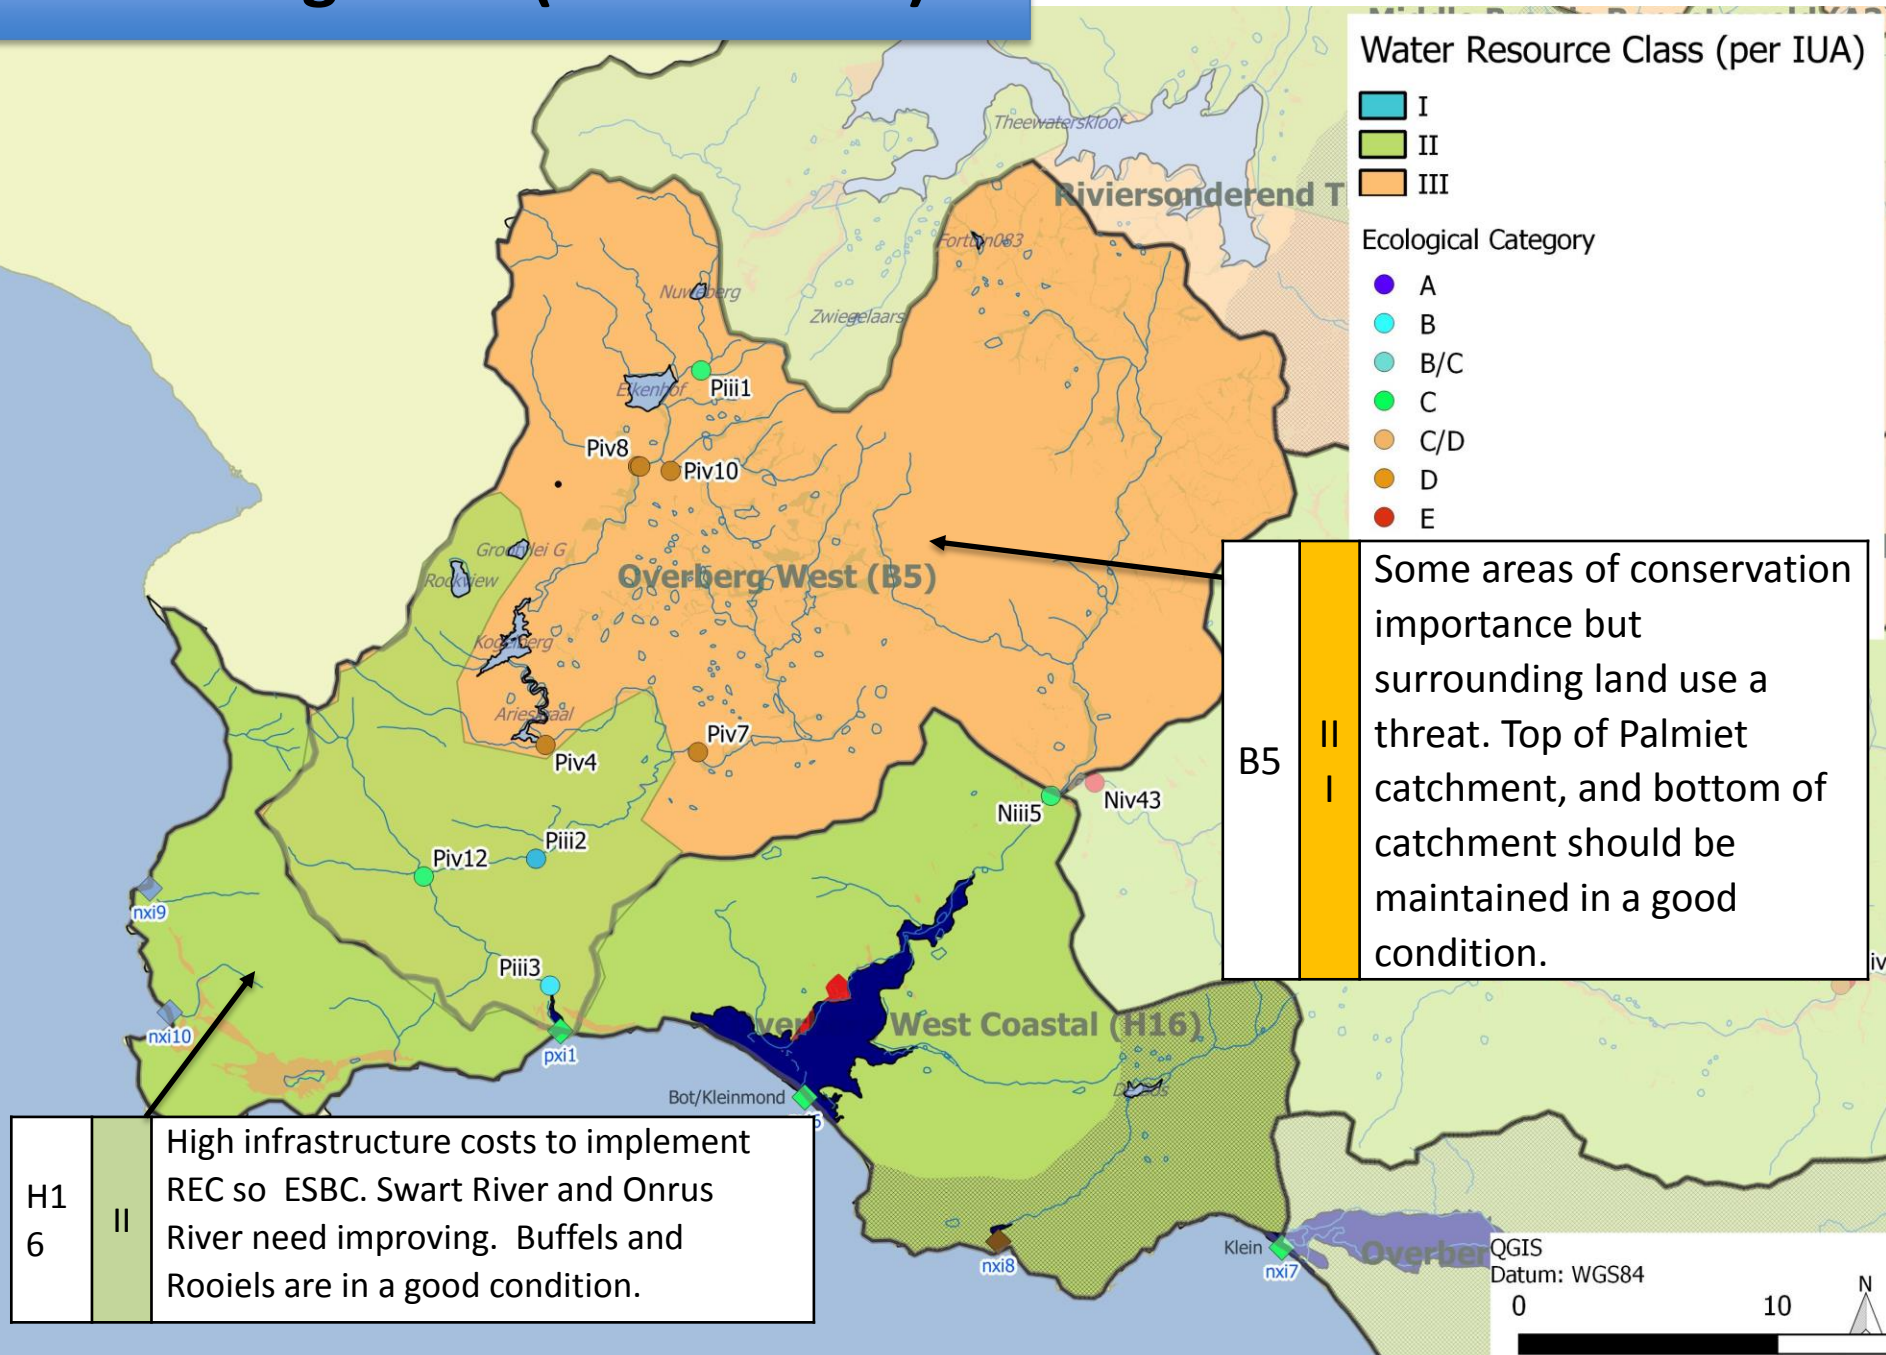 Water Resource Class (per IUA)
I
II
III
Ecological Category
A
B
B/C
C
C/D
D
E
Theewaterskloof
Riviersonderend T
Fortuin083
Nuweberg
Zwiegelaars
Eikenhof
Piii1
Piv8
Piv10
Groenvlei G
Rockview
Overberg West (B5)
Kogelberg
Arieskraal
Piv4
Piv7
Niii5
Niv43
Piii2
Piv12
nxi9
Piii3
nxi10
pxi1
West Coastal (H16)
Bot/Kleinmond
nxi8
Klein
nxi7
Overber
B5
II
I
Some areas of conservation
importance but
surrounding land use a
threat. Top of Palmiet
catchment, and bottom of
catchment should be
maintained in a good
condition.
iv
H1
6
II
High infrastructure costs to implement
REC so  ESBC. Swart River and Onrus
River need improving.  Buffels and
Rooiels are in a good condition.
QGIS
Datum: WGS84
0
10
N